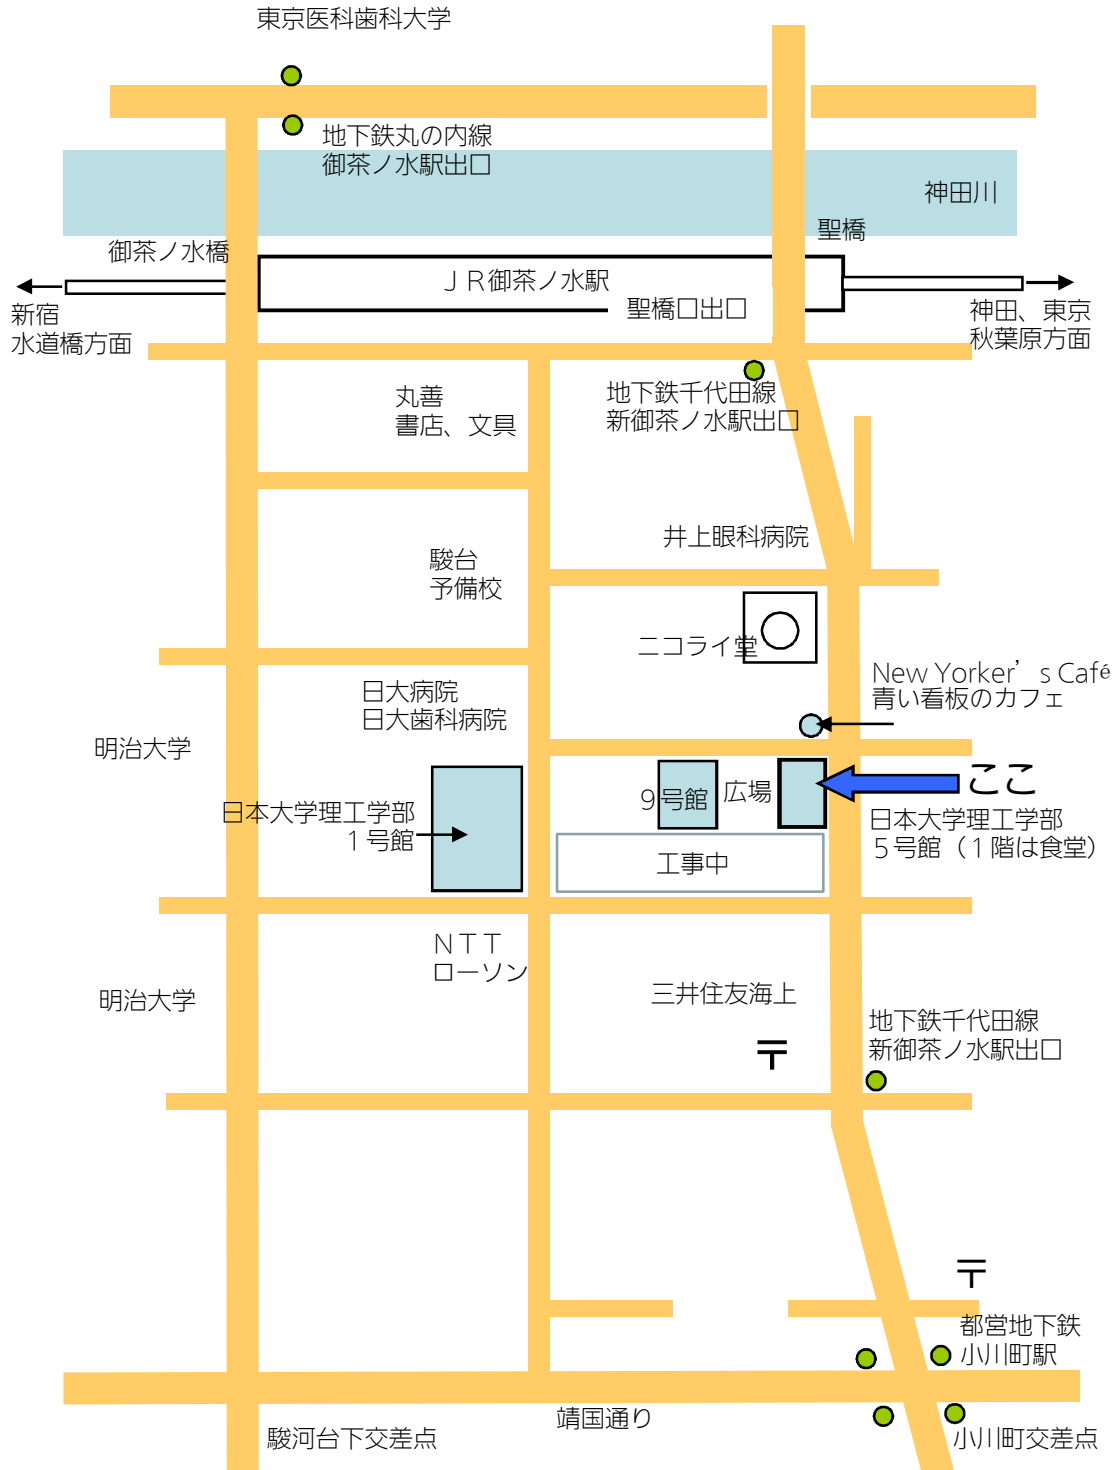 東京医科歯科大学
地下鉄丸の内線
御茶ノ水駅出口
神田川
聖橋
御茶ノ水橋
ＪＲ御茶ノ水駅
聖橋口出口
新宿
水道橋方面
神田、東京
秋葉原方面
丸善
書店、文具
地下鉄千代田線
新御茶ノ水駅出口
井上眼科病院
駿台
予備校
ニコライ堂
New Yorker’s Café
青い看板のカフェ
日大病院
日大歯科病院
明治大学
日本大学理工学部
１号館
９号館
広場
ここ
日本大学理工学部
５号館（１階は食堂）
工事中
ＮＴＴ
ローソン
三井住友海上
明治大学
地下鉄千代田線
新御茶ノ水駅出口
〒
〒
都営地下鉄
小川町駅
靖国通り
駿河台下交差点
小川町交差点